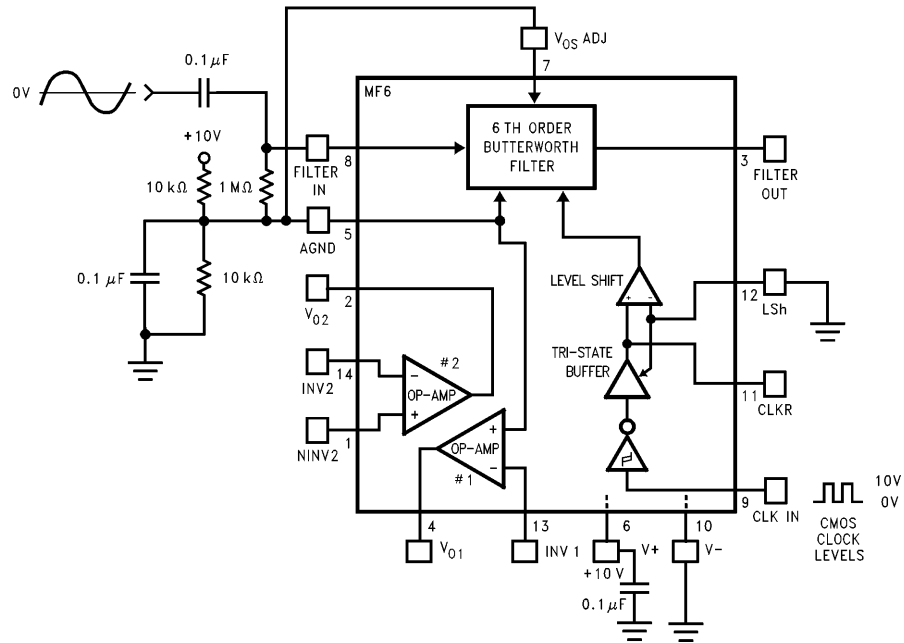 V_OS ADJ
7
0.1 μF
0V
MF6
+10V
6 TH ORDER
BUTTERWORTH
FILTER
8
FILTER
IN
3
FILTER
OUT
10 kΩ
1 MΩ
5
AGND
0.1 μF
10 kΩ
LEVEL SHIFT
+ -
12
LSh
2
V_O2
TRI-STATE
BUFFER
#2
14
INV2
-
OP-AMP
+
11
CLKR
1
NINV2
+
OP-AMP
-
#1
9
CLK IN
10V
0V
CMOS
CLOCK
LEVELS
4
V_O1
13
INV 1
6
V+
10
V-
+10 V
0.1 μF